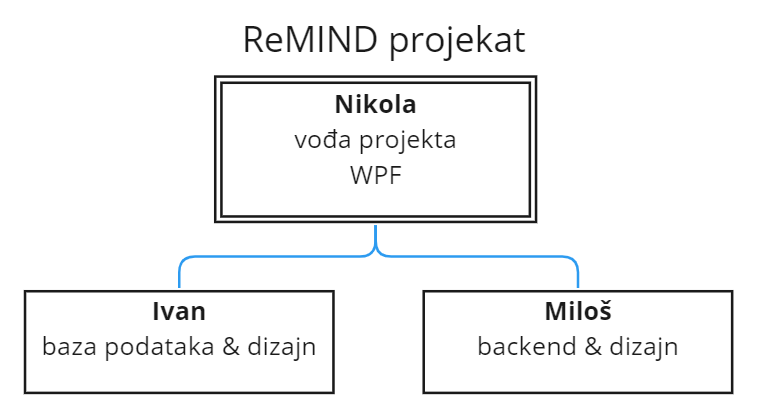 ReMIND projekat
Nikola
vođa projekta
WPF
Ivan
baza podataka & dizajn
Miloš
backend & dizajn